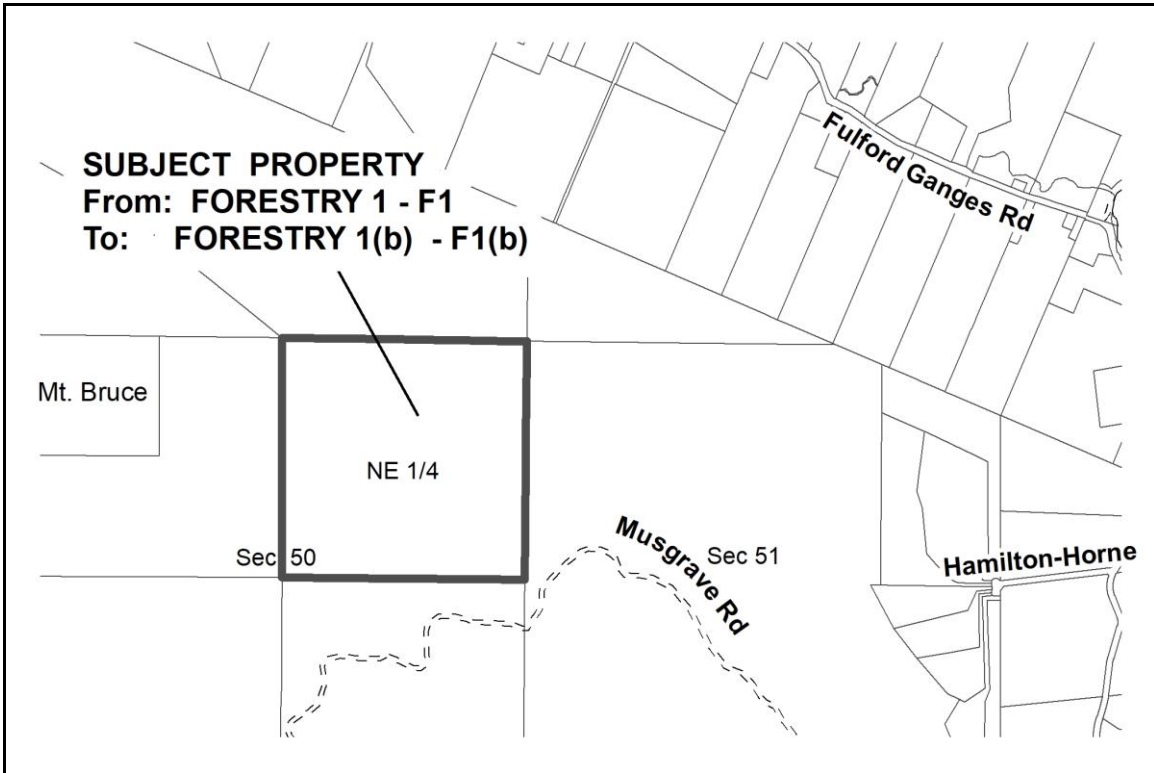 SUBJECT PROPERTY
From: FORESTRY 1 - F1
To: FORESTRY 1(b) - F1(b)
Fulford Ganges Rd
Mt. Bruce
NE 1/4
Sec 50
Musgrave Rd
Sec 51
Hamilton-Horne